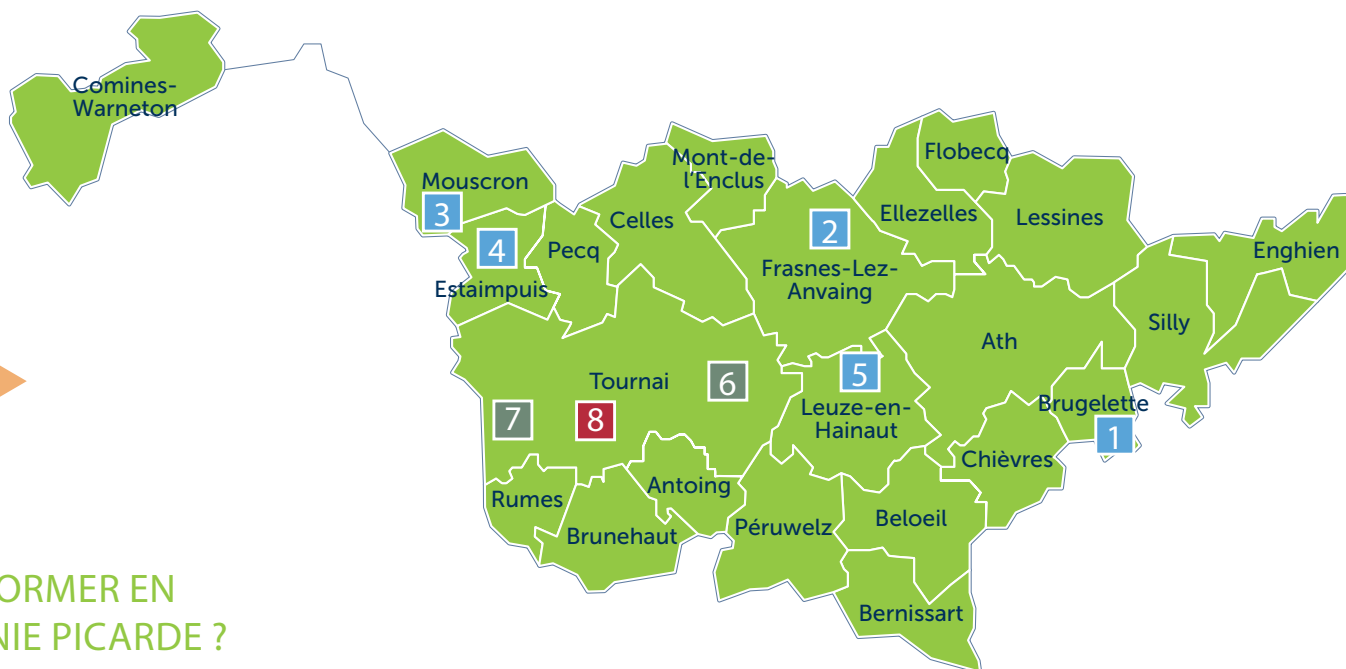 Comines-
Warneton
Mouscron
3
4
Estaimpuis
Pecq
Celles
Mont-de-
l'Enclus
2
Frasnes-Lez-
Anvaing
Flobecq
Ellezelles
Lessines
Enghien
Silly
Ath
Tournai
6
7
8
5
Leuze-en-
Hainaut
Brugelette
1
Chièvres
Rumes
Brunehaut
Antoing
Péruwelz
Beloeil
Bernissart
ORMER EN
NIE PICARDE ?